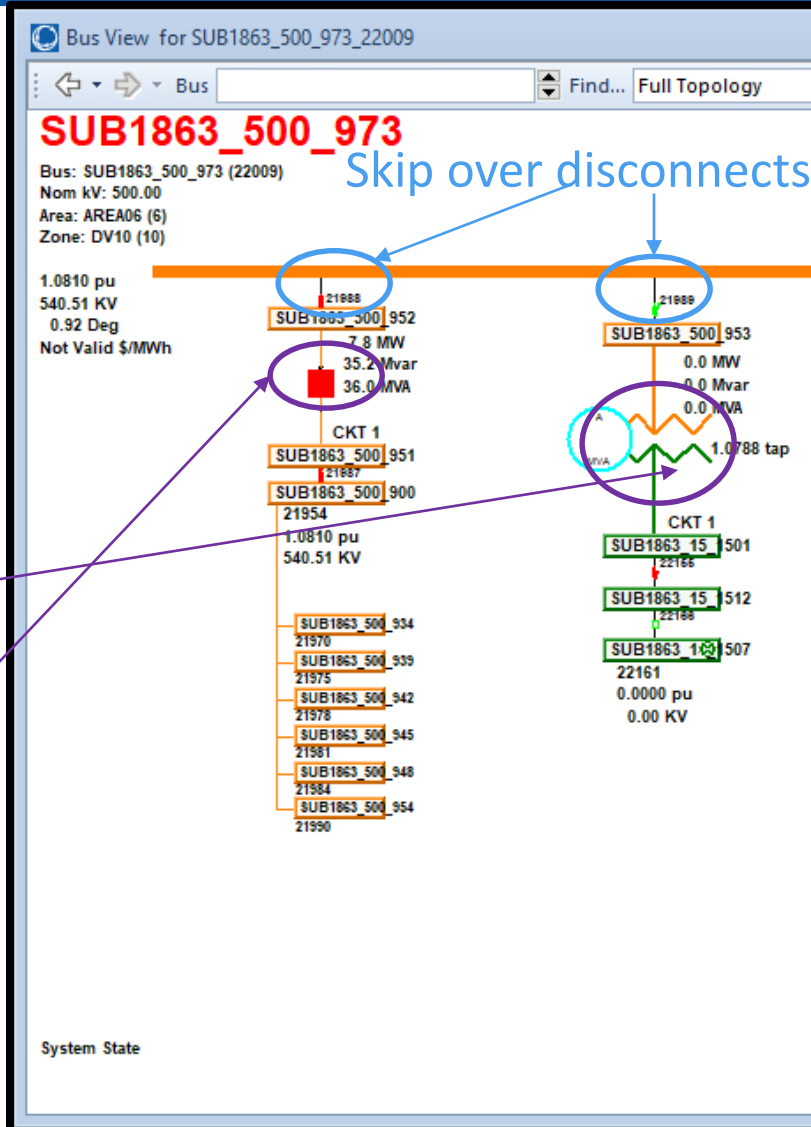 Bus View for SUB1863_500_973_22009
Bus
Find...
Full Topology
SUB1863_500_973
Bus: SUB1863_500_973 (22009)
Nom kV: 500.00
Area: AREA06 (6)
Zone: DV10 (10)
Skip over disconnects
1.0810 pu
540.51 KV
0.92 Deg
Not Valid $/MWh
21988
SUB1863_500_952
7.8 MW
35.2 Mvar
36.0 MVA
CKT 1
SUB1863_500_951
21987
SUB1863_500_900
21954
1.0810 pu
540.51 KV
SUB1863_500_934
21970
SUB1863_500_939
21975
SUB1863_500_942
21978
SUB1863_500_945
21981
SUB1863_500_948
21984
SUB1863_500_954
21990
21989
SUB1863_500_953
0.0 MW
0.0 Mvar
0.0 MVA
A
MVA
1.0788 tap
CKT 1
SUB1863_15_1501
SUB1863_15_1512
22161
0.0000 pu
0.00 KV
System State